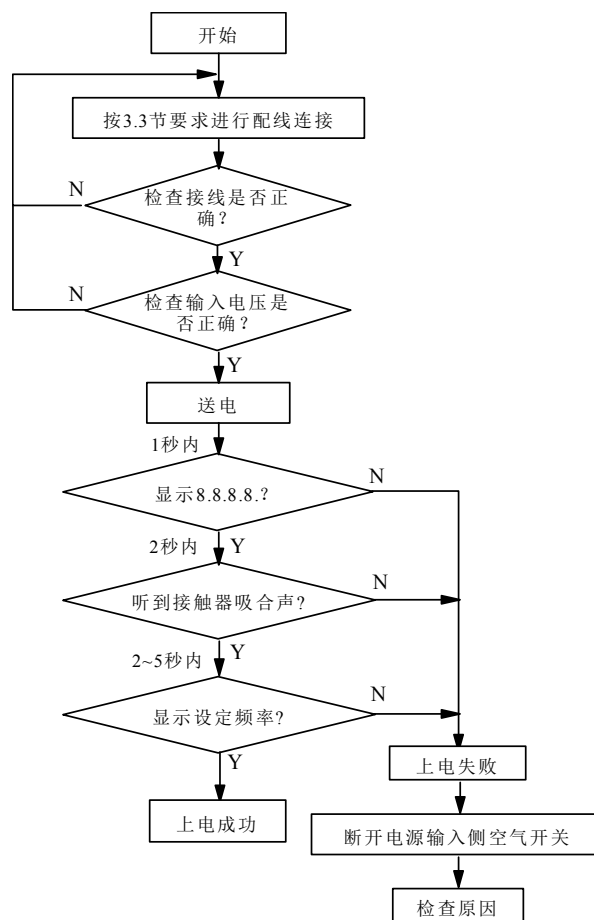 开始
按3.3节要求进行配线连接
N
检查接线是否正
确？
Y
N
检查输入电压是
否正确？
Y
送电
1秒内
N
显示8.8.8.8.?
2秒内
Y
N
听到接触器吸合声?
2~5秒内
Y
N
显示设定频率?
Y
上电失败
上电成功
断开电源输入侧空气开关
检查原因